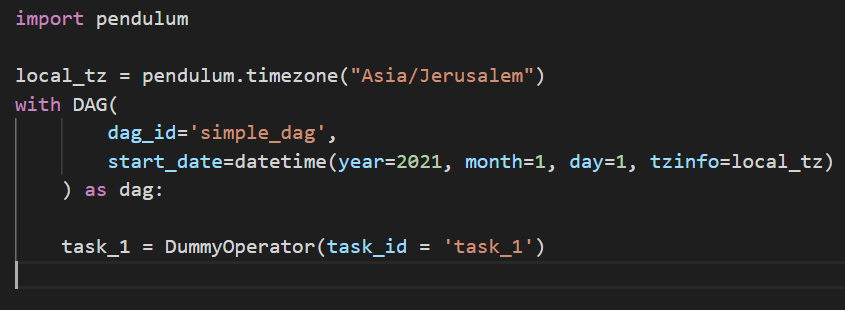 import pendulum
local_tz = pendulum.timezone("Asia/Jerusalem")
with DAG(
dag_id='simple_dag',
start_date=datetime(year=2021, month=1, day=1, tzinfo=local_tz)
) as dag:
task_1 = DummyOperator(task_id = 'task_1')